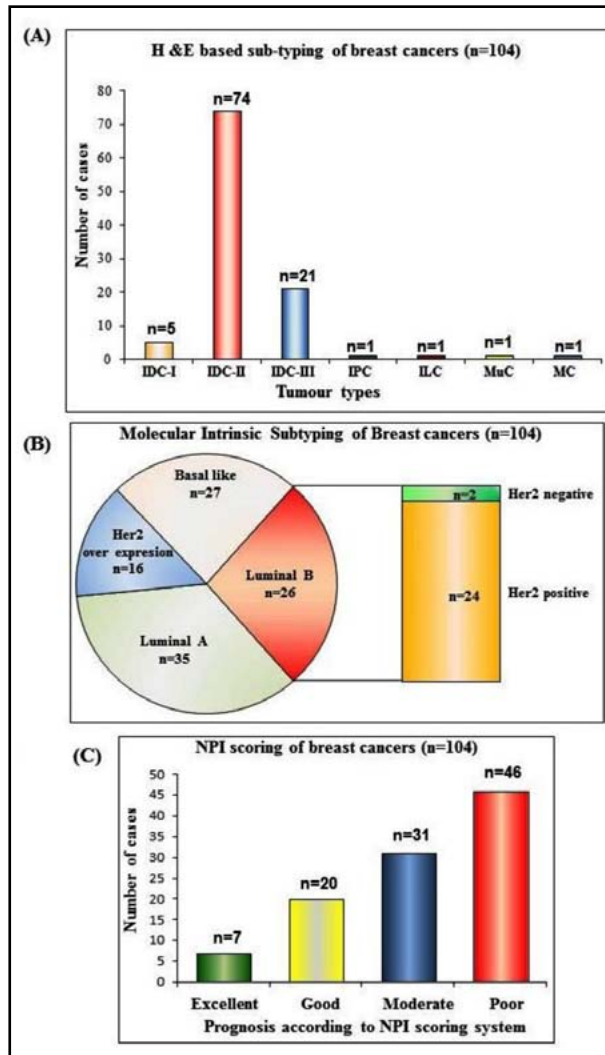 (A)
H &E based sub-typing of breast cancers (n=104)
Number of cases
80
70
60
50
40
30
20
10
0
n=5
n=74
n=21
n=1
n=1
n=1
n=1
IDC-I
IDC-II
IDC-III
IPC
ILC
MuC
MC
Tumour types
(B)
Molecular Intrinsic Subtyping of Breast cancers (n=104)
Basal like
n=27
Her2
over expresion
n=16
Luminal B
n=26
Luminal A
n=35
n=2
Her2 negative
n=24
Her2 positive
(C)
NPI scoring of breast cancers (n=104)
Number of cases
50
45
40
35
30
25
20
15
10
5
0
n=7
n=20
n=31
n=46
Excellent
Good
Moderate
Poor
Prognosis according to NPI scoring system